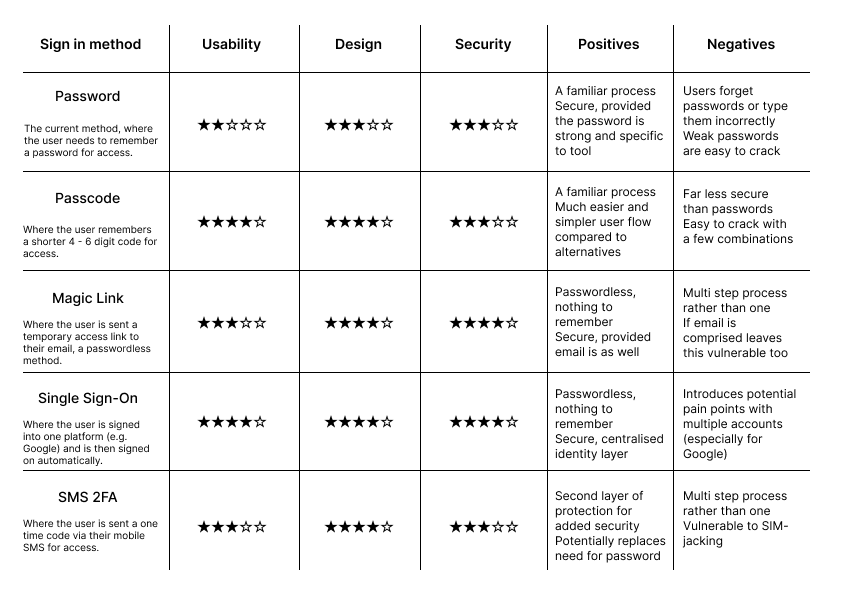 Sign in method
Usability
Design
Security
Positives
Negatives
Password
The current method, where
the user needs to remember
a password for access.
★★☆☆☆
★★★☆☆
★★★☆☆
A familiar process
Secure, provided
the password is
strong and specific
to tool
Users forget
passwords or type
them incorrectly
Weak passwords
are easy to crack
Passcode
Where the user remembers
a shorter 4 - 6 digit code for
access.
★★★★☆
★★★★☆
★★★☆☆
A familiar process
Much easier and
simpler user flow
compared to
alternatives
Far less secure
than passwords
Easy to crack with
a few combinations
Magic Link
Where the user is sent a
temporary access link to
their email, a passwordless
method.
★★★☆☆
★★★★☆
★★★★☆
Passwordless,
nothing to
remember
Secure, provided
email is as well
Multi step process
rather than one
If email is
comprised leaves
this vulnerable too
Single Sign-On
Where the user is signed
into one platform (e.g.
Google) and is then signed
on automatically.
★★★★☆
★★★★☆
★★★★☆
Passwordless,
nothing to
remember
Secure, centralised
identity layer
Introduces potential
pain points with
multiple accounts
(especially for
Google)
SMS 2FA
Where the user is sent a one
time code via their mobile
SMS for access.
★★★☆☆
★★★★☆
★★★☆☆
Second layer of
protection for
added security
Potentially replaces
need for password
Multi step process
rather than one
Vulnerable to SIM-
jacking